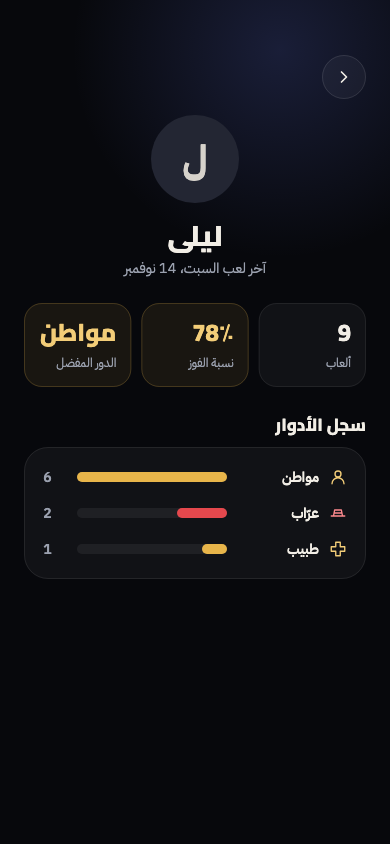 ل
ليلى
آخر لعب السبت، 14 نوفمبر
9
ألعاب
78٪
نسبة الفوز
مواطن
الدور المفضل
سجل الأدوار
مواطن 6
عرّاب 2
طبيب 1